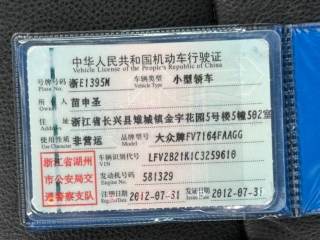 中华人民共和国机动车行驶证
Vehicle License of the People's Republic of China
号牌号码 浙E1395W 车辆类型 小型轿车
Plate No. Vehicle Type
所有人 苗申圣
Owner
住址 浙江省长兴县雉城镇金宇花园5号楼5幢502室
Address
使用性质 非营运 品牌型号 大众牌FV7164FAAGG
Use Character Model
浙江省湖州
市公安局交
通警察支队
车辆识别代号 LFV2B21K1C3259610
VIN
发动机号码 581329
Engine No.
注册日期 2012-07-31 发证日期 2012-07-31
Register Date Issue Date